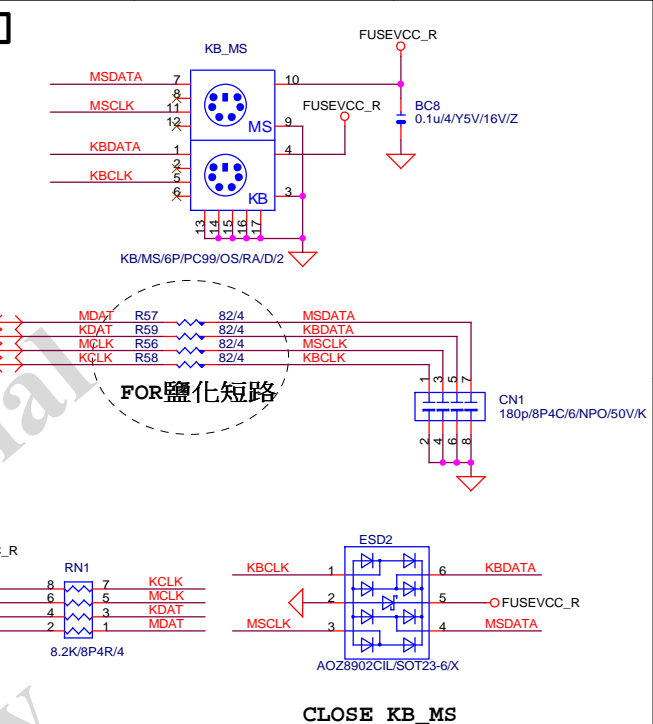 KB_MS
FUSEVCC_R
MSDATA 7
8
MSCLK 11
12
10
MS 9
FUSEVCC_R
BC8
0.1u/4/Y5V/16V/Z
KBDATA 1
2
KBCLK 5
6
4
KB 3
13 14 15 16 17
KB/MS/6P/PC99/OS/RA/D/2
MDAT R57 82/4 MSDATA
KDAT R59 82/4 KBDATA
MCLK R56 82/4 MSCLK
KCLK R58 82/4 KBCLK
FOR鹽化短路
1 3 5 7
CN1
180p/8P4C/6/NPO/50V/K
2 4 6 8
C_R
RN1
8 7 KCLK
6 5 MCLK
4 3 KDAT
2 1 MDAT
8.2K/8P4R/4
ESD2
KBCLK 1 6 KBDATA
2 5 FUSEVCC_R
MSCLK 3 4 MSDATA
AOZ8902CIL/SOT23-6/X
CLOSE KB_MS